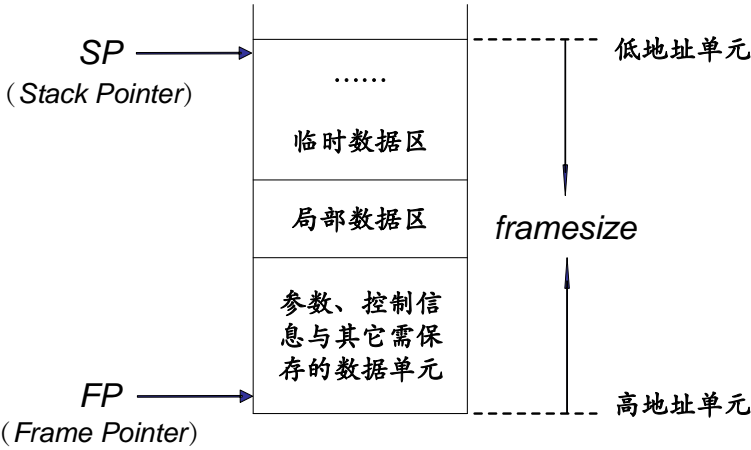 SP
（Stack Pointer）
低地址单元
……
临时数据区
局部数据区
framesize
参数、控制信
息与其它需保
存的数据单元
FP
（Frame Pointer）
高地址单元